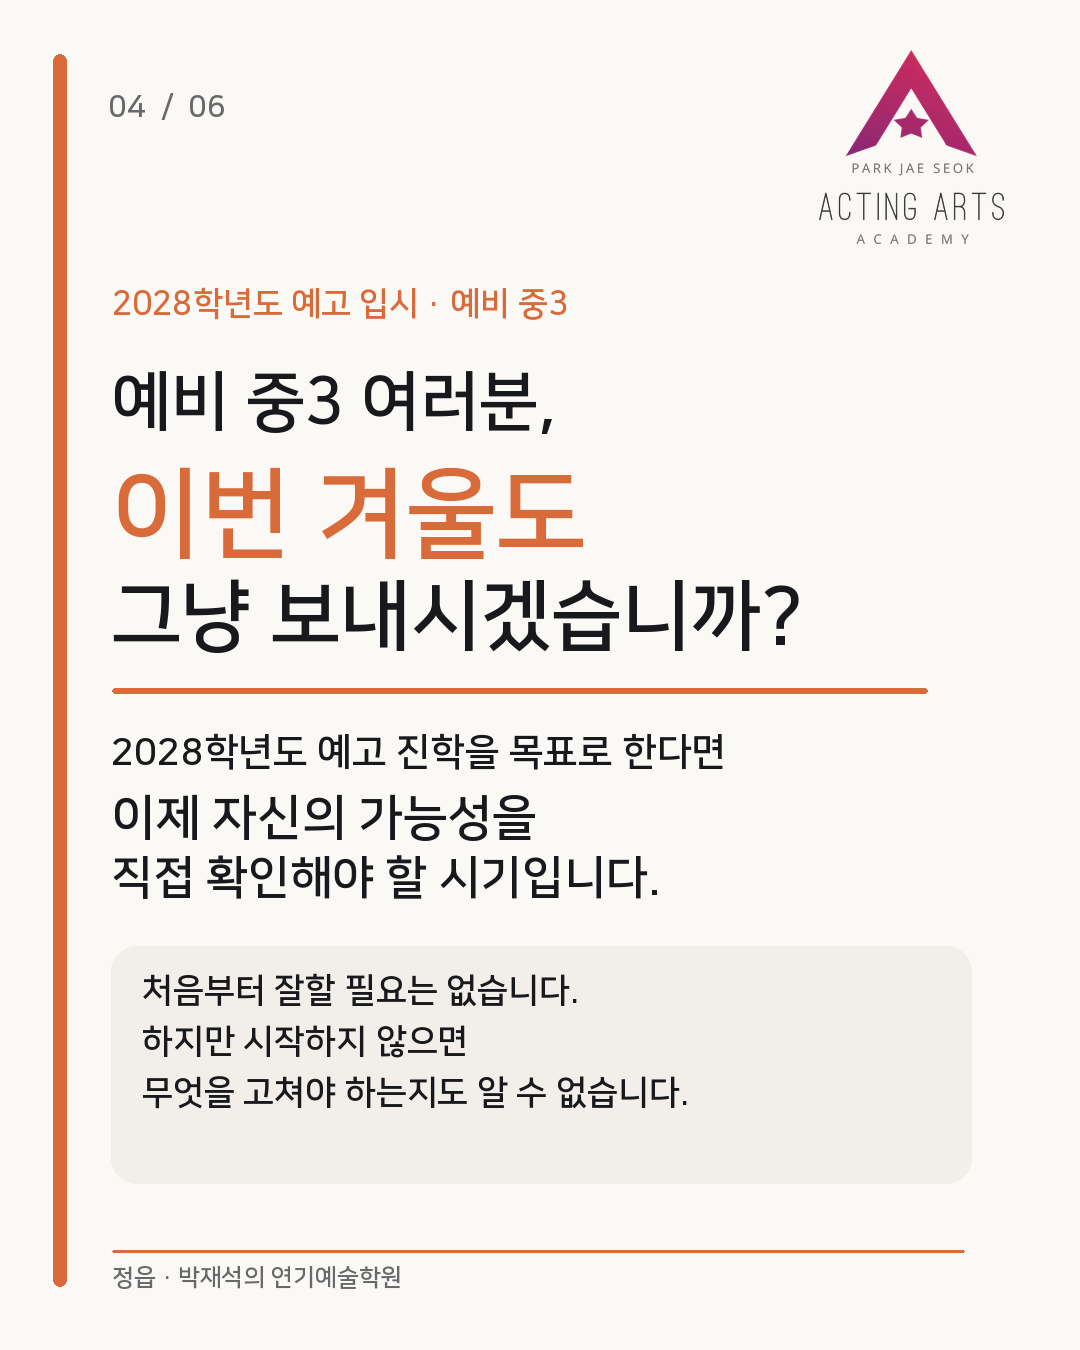 04 / 06
PARK JAE SEOK
ACTING ARTS
ACADEMY
2028학년도 예고 입시 · 예비 중3
예비 중3 여러분,
이번 겨울도
그냥 보내시겠습니까?
2028학년도 예고 진학을 목표로 한다면
이제 자신의 가능성을
직접 확인해야 할 시기입니다.
처음부터 잘할 필요는 없습니다.
하지만 시작하지 않으면
무엇을 고쳐야 하는지도 알 수 없습니다.
정읍 · 박재석의 연기예술학원